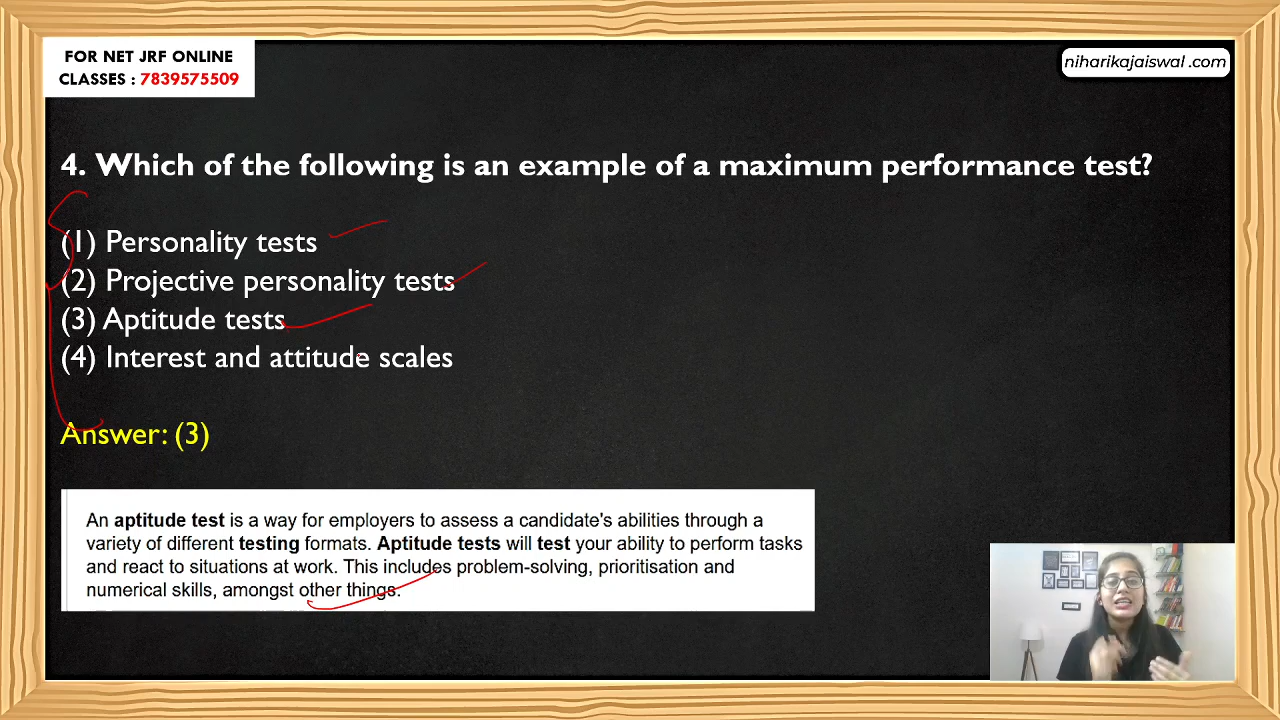 FOR NET JRF ONLINE
CLASSES : 7839575509
niharikajaiswal .com
4. Which of the following is an example of a maximum performance test?
(1) Personality tests
(2) Projective personality tests
(3) Aptitude tests
(4) Interest and attitude scales
Answer: (3)
An aptitude test is a way for employers to assess a candidate's abilities through a
variety of different testing formats. Aptitude tests will test your ability to perform tasks
and react to situations at work. This includes problem-solving, prioritisation and
numerical skills, amongst other things.